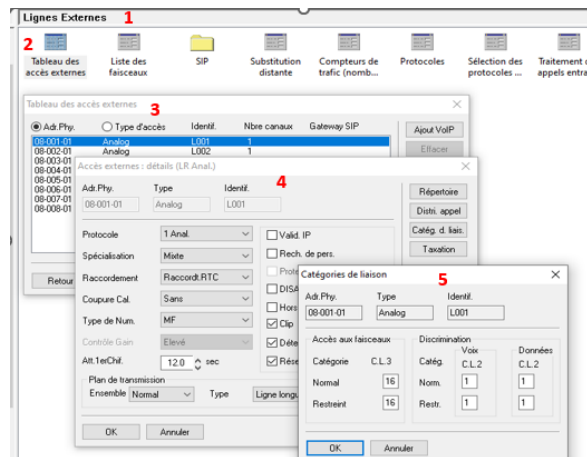 Lignes Externes 1
2
Tableau des accès externes
Liste des faisceaux
SIP
Substitution distante
Compteurs de trafic (nomb...
Protocoles
Sélection des protocoles ...
Traitement
appels entra
Tableau des accès externes
3
Adr.Phy. Type d'accès Identif. Nbre canaux Gateway SIP
08-001-01 Analog L001 1
08-002-01 Analog L002 1
08-003-01
08-004-01
08-005-01
08-006-01
08-007-01
08-008-01
Ajout VoIP
Effacer
Retour
Accès externes : détails (LR Anal.)
4
Adr.Phy. Type Identif.
08-001-01 Analog L001
Protocole 1 Anal.
Spécialisation Mixte
Raccordement Raccordt.RTC
Coupure Cal. Sans
Type de Num. MF
Contrôle Gain Elevé
Att.1erChif. 12.0 sec
Valid. IP
Rech. de pers.
Prote
DISA
Hors
Clip
Déte
Rése
Répertoire
Distri. appel
Catég. d. liais.
Taxation
Plan de transmission
Ensemble Normal Type Ligne longu
OK Annuler
Catégories de liaison
5
Adr.Phy. Type Identif.
08-001-01 Analog L001
Accès aux faisceaux
Catégorie C.L.3
Normal 16
Restreint 16
Discrimination
Voix Données
Catég. C.L.2 C.L.2
Norm. 1 1
Restr. 1 1
OK Annuler